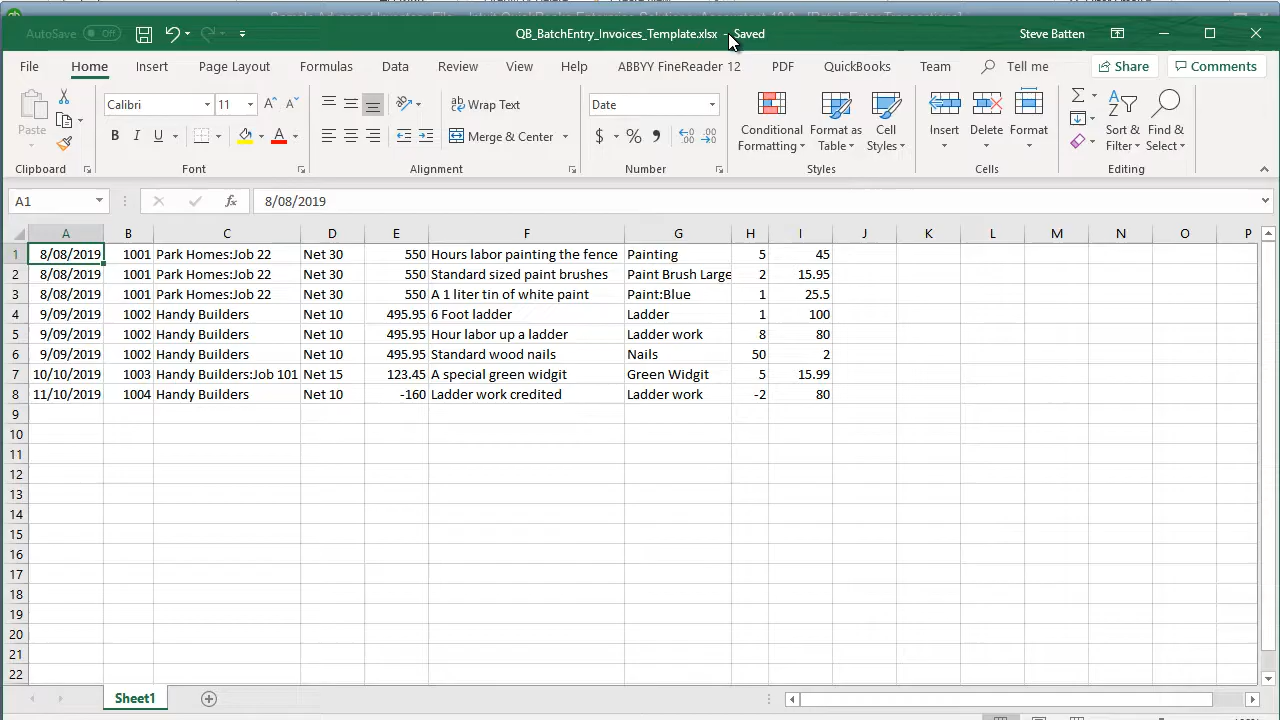 AutoSave Off QB_BatchEntry_Invoices_Template.xlsx - Saved Steve Batten
File Home Insert Page Layout Formulas Data Review View Help ABBYY FineReader 12 PDF QuickBooks Team Tell me Share Comments
Paste Calibri 11 A A Wrap Text Date Conditional Formatting Format as Table Cell Styles Insert Delete Format Sort & Filter Find & Select
B I U A Merge & Center $ % ,
Clipboard Font Alignment Number Styles Cells Editing
A1 fx 8/08/2019
A B C D E F G H I J K L M N O P
1 8/08/2019 1001 Park Homes:Job 22 Net 30 550 Hours labor painting the fence Painting 5 45
2 8/08/2019 1001 Park Homes:Job 22 Net 30 550 Standard sized paint brushes Paint Brush Large 2 15.95
3 8/08/2019 1001 Park Homes:Job 22 Net 30 550 A 1 liter tin of white paint Paint:Blue 1 25.5
4 9/09/2019 1002 Handy Builders Net 10 495.95 6 Foot ladder Ladder 1 100
5 9/09/2019 1002 Handy Builders Net 10 495.95 Hour labor up a ladder Ladder work 8 80
6 9/09/2019 1002 Handy Builders Net 10 495.95 Standard wood nails Nails 50 2
7 10/10/2019 1003 Handy Builders:Job 101 Net 15 123.45 A special green widgit Green Widgit 5 15.99
8 11/10/2019 1004 Handy Builders Net 10 -160 Ladder work credited Ladder work -2 80
9
10
11
12
13
14
15
16
17
18
19
20
21
22
Sheet1